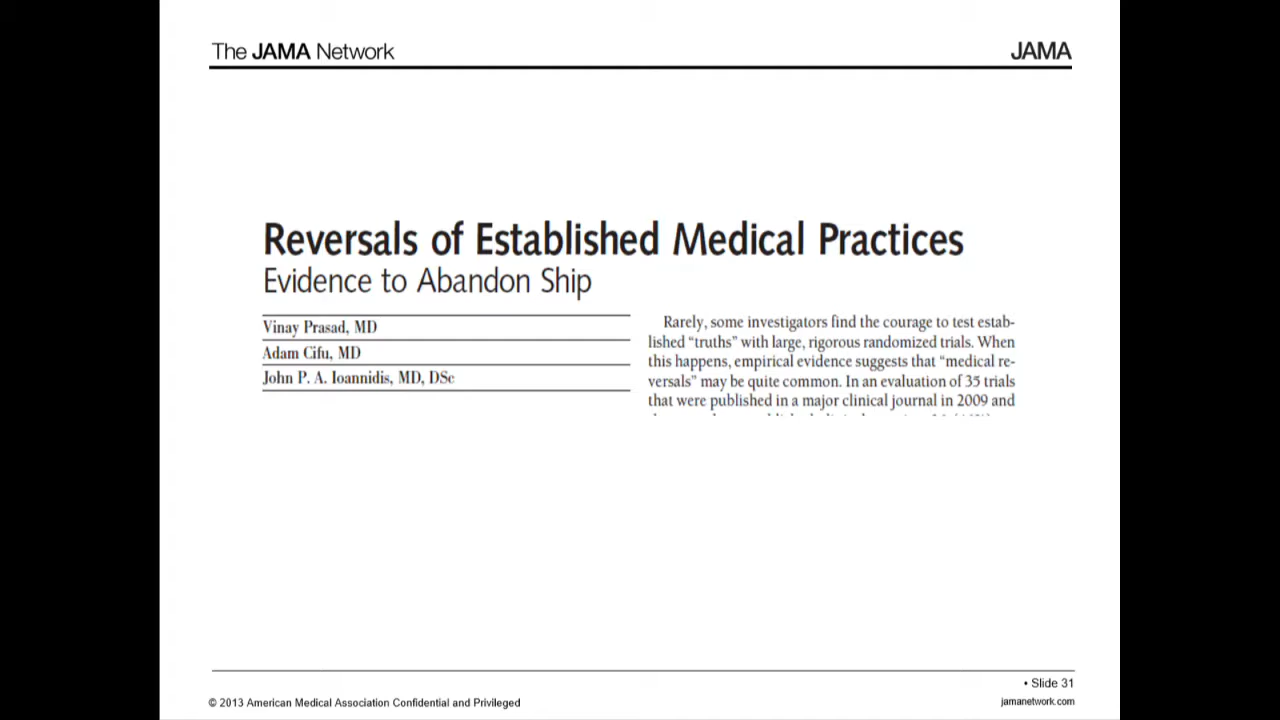 The JAMA Network
JAMA
Reversals of Established Medical Practices
Evidence to Abandon Ship
Vinay Prasad, MD
Adam Cifu, MD
John P. A. Ioannidis, MD, DSc
Rarely, some investigators find the courage to test estab-
lished “truths” with large, rigorous randomized trials. When
this happens, empirical evidence suggests that “medical re-
versals” may be quite common. In an evaluation of 35 trials
that were published in a major clinical journal in 2009 and
• Slide 31
© 2013 American Medical Association Confidential and Privileged
jamanetwork.com